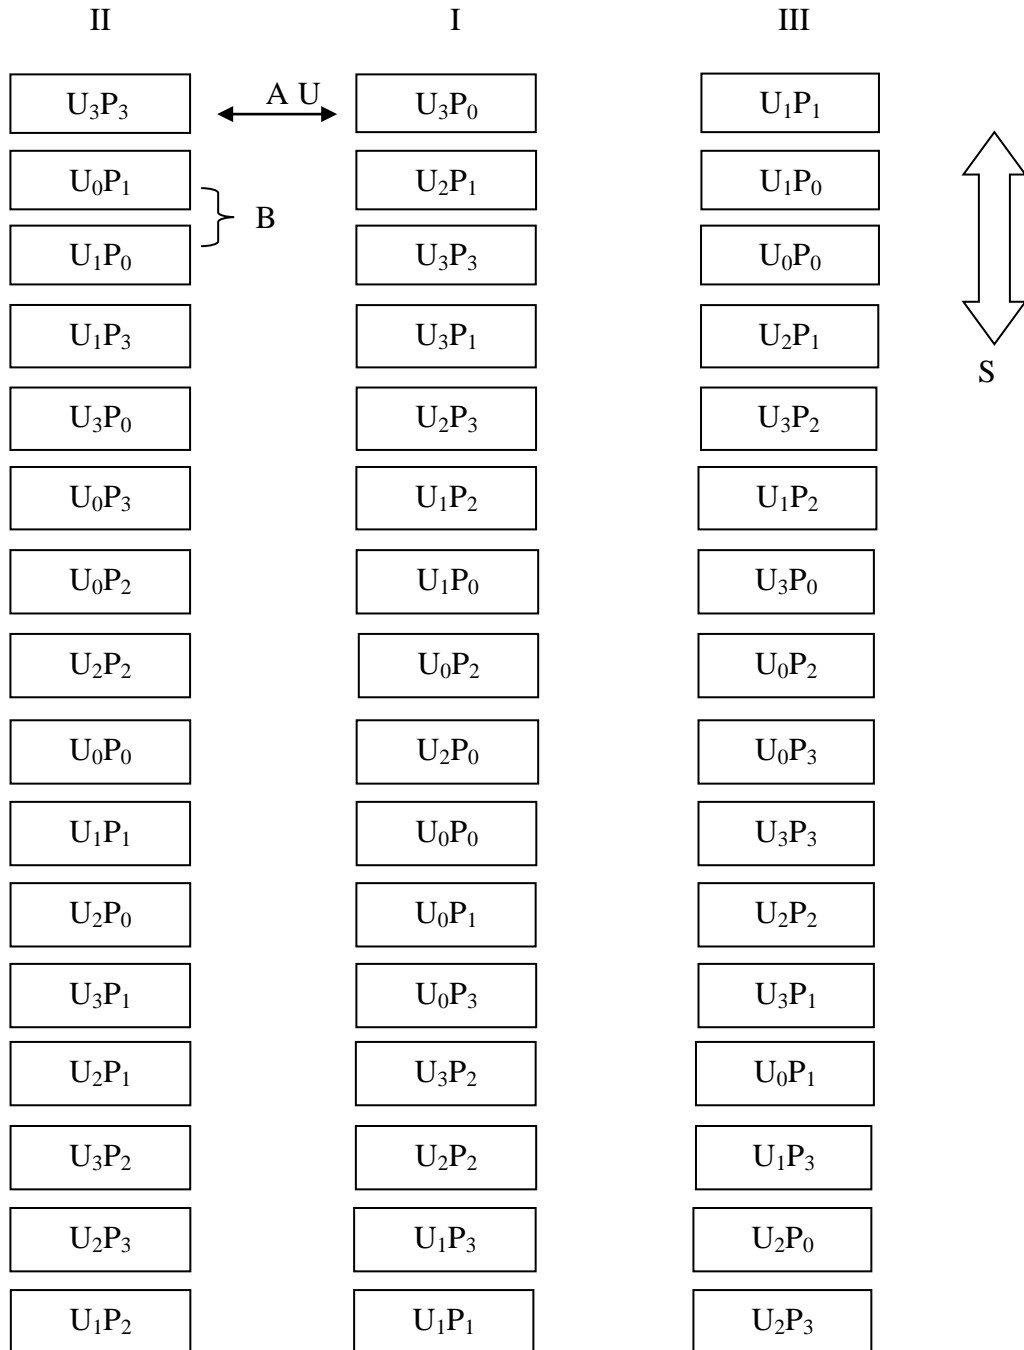 II I III
U₃P₃ A U U₃P₀ U₁P₁
U₀P₁ U₂P₁ U₁P₀
B
U₁P₀ U₃P₃ U₀P₀
U₁P₃ U₃P₁ U₂P₁
S
U₃P₀ U₂P₃ U₃P₂
U₀P₃ U₁P₂ U₁P₂
U₀P₂ U₁P₀ U₃P₀
U₂P₂ U₀P₂ U₀P₂
U₀P₀ U₂P₀ U₀P₃
U₁P₁ U₀P₀ U₃P₃
U₂P₀ U₀P₁ U₂P₂
U₃P₁ U₀P₃ U₃P₁
U₂P₁ U₃P₂ U₀P₁
U₃P₂ U₂P₂ U₁P₃
U₂P₃ U₁P₃ U₂P₀
U₁P₂ U₁P₁ U₂P₃